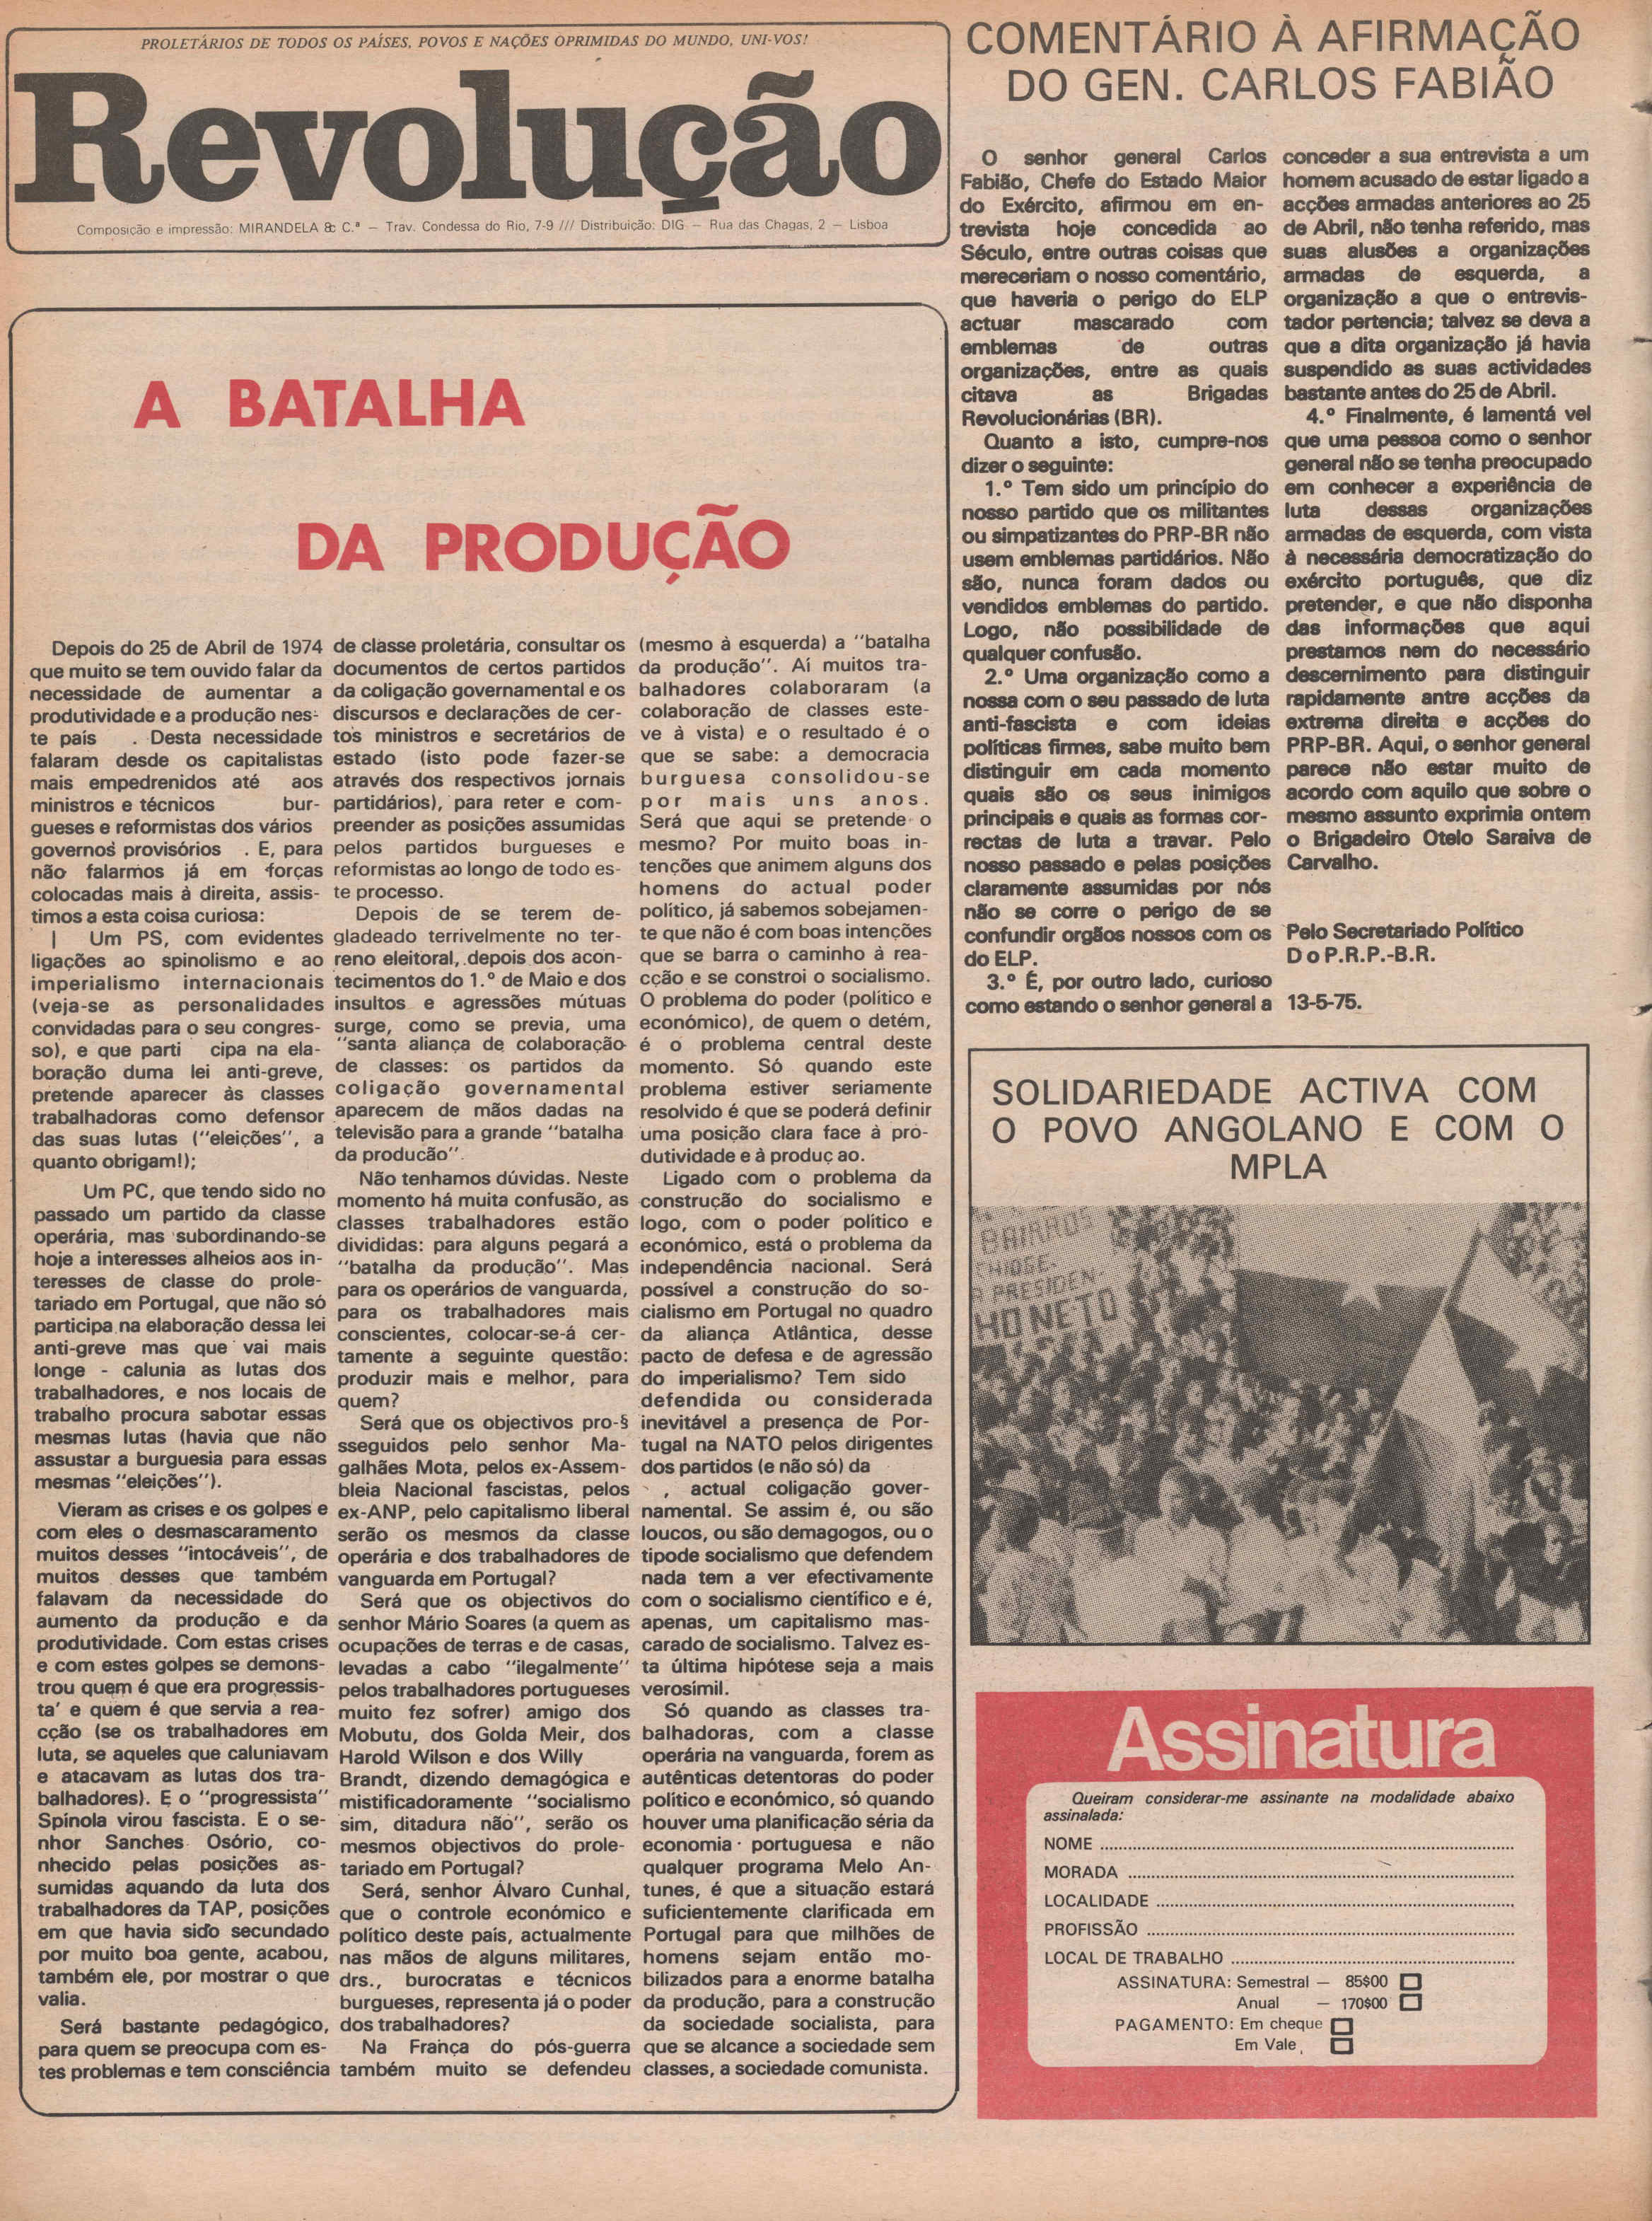 PROLETÁRIOS DE TODOS OS PAÍSES, POVOS E NAÇÕES OPRIMIDAS DO MUNDO, UNI-VOS!
Revolução
Composição e impressão: MIRANDELA & C.ª — Trav. Condessa do Rio, 7-9 /// Distribuição: DIG — Rua das Chagas, 2 — Lisboa
A BATALHA
DA PRODUÇÃO
Depois do 25 de Abril de 1974
que muito se tem ouvido falar da
necessidade de aumentar a
produtividade e a produção nes-
te país . Desta necessidade
falaram desde os capitalistas
mais empedrenidos até aos
ministros e técnicos bur-
gueses e reformistas dos vários
governos provisórios . E, para
não falarmos já em forças
colocadas mais à direita, assis-
timos a esta coisa curiosa:
| Um PS, com evidentes
ligações ao spinolismo e ao
imperialismo internacionais
(veja-se as personalidades
convidadas para o seu congres-
so), e que parti cipa na ela-
boração duma lei anti-greve,
pretende aparecer às classes
trabalhadoras como defensor
das suas lutas (''eleições'', a
quanto obrigam!);
Um PC, que tendo sido no
passado um partido da classe
operária, mas subordinando-se
hoje a interesses alheios aos in-
teresses de classe do prole-
tariado em Portugal, que não só
participa na elaboração dessa lei
anti-greve mas que vai mais
longe - calunia as lutas dos
trabalhadores, e nos locais de
trabalho procura sabotar essas
mesmas lutas (havia que não
assustar a burguesia para essas
mesmas ''eleições'').
Vieram as crises e os golpes e
com eles o desmascaramento
muitos desses ''intocáveis'', de
muitos desses que também
falavam da necessidade do
aumento da produção e da
produtividade. Com estas crises
e com estes golpes se demons-
trou quem é que era progressis-
ta' e quem é que servia a rea-
cção (se os trabalhadores em
luta, se aqueles que caluniavam
e atacavam as lutas dos tra-
balhadores). E o ''progressista''
Spínola virou fascista. E o se-
nhor Sanches Osório, co-
nhecido pelas posições as-
sumidas aquando da luta dos
trabalhadores da TAP, posições
em que havia sido secundado
por muito boa gente, acabou,
também ele, por mostrar o que
valia.
Será bastante pedagógico,
para quem se preocupa com es-
tes problemas e tem consciência
de classe proletária, consultar os
documentos de certos partidos
da coligação governamental e os
discursos e declarações de cer-
tos ministros e secretários de
estado (isto pode fazer-se
através dos respectivos jornais
partidários), para reter e com-
preender as posições assumidas
pelos partidos burgueses e
reformistas ao longo de todo es-
te processo.
Depois de se terem de-
gladeado terrivelmente no ter-
reno eleitoral, depois dos acon-
tecimentos do 1.º de Maio e dos
insultos e agressões mútuas
surge, como se previa, uma
''santa aliança de colaboração
de classes: os partidos da
coligação governamental
aparecem de mãos dadas na
televisão para a grande ''batalha
da producão''.
Não tenhamos dúvidas. Neste
momento há muita confusão, as
classes trabalhadores estão
divididas: para alguns pegará a
''batalha da produção''. Mas
para os operários de vanguarda,
para os trabalhadores mais
conscientes, colocar-se-á cer-
tamente a seguinte questão:
produzir mais e melhor, para
quem?
Será que os objectivos pro-§
sseguidos pelo senhor Ma-
galhães Mota, pelos ex-Assem-
bleia Nacional fascistas, pelos
ex-ANP, pelo capitalismo liberal
serão os mesmos da classe
operária e dos trabalhadores de
vanguarda em Portugal?
Será que os objectivos do
senhor Mário Soares (a quem as
ocupações de terras e de casas,
levadas a cabo ''ilegalmente''
pelos trabalhadores portugueses
muito fez sofrer) amigo dos
Mobutu, dos Golda Meir, dos
Harold Wilson e dos Willy
Brandt, dizendo demagógica e
mistificadoramente ''socialismo
sim, ditadura não'', serão os
mesmos objectivos do prole-
tariado em Portugal?
Será, senhor Álvaro Cunhal,
que o controle económico e
político deste país, actualmente
nas mãos de alguns militares,
drs., burocratas e técnicos
burgueses, representa já o poder
dos trabalhadores?
Na França do pós-guerra
também muito se defendeu
(mesmo à esquerda) a ''batalha
da produção''. Aí muitos tra-
balhadores colaboraram (a
colaboração de classes este-
ve à vista) e o resultado é o
que se sabe: a democracia
burguesa consolidou-se
por mais uns anos.
Será que aqui se pretende o
mesmo? Por muito boas in-
tenções que animem alguns dos
homens do actual poder
político, já sabemos sobejamen-
te que não é com boas intenções
que se barra o caminho à rea-
cção e se constroi o socialismo.
O problema do poder (político e
económico), de quem o detém,
é o problema central deste
momento. Só quando este
problema estiver seriamente
resolvido é que se poderá definir
uma posição clara face à pro-
dutividade e à produç ao.
Ligado com o problema da
construção do socialismo e
logo, com o poder político e
económico, está o problema da
independência nacional. Será
possível a construção do so-
cialismo em Portugal no quadro
da aliança Atlântica, desse
pacto de defesa e de agressão
do imperialismo? Tem sido
defendida ou considerada
inevitável a presença de Por-
tugal na NATO pelos dirigentes
dos partidos (e não só) da
, actual coligação gover-
namental. Se assim é, ou são
loucos, ou são demagogos, ou o
tipode socialismo que defendem
nada tem a ver efectivamente
com o socialismo científico e é,
apenas, um capitalismo mas-
carado de socialismo. Talvez es-
ta última hipótese seja a mais
verosímil.
Só quando as classes tra-
balhadoras, com a classe
operária na vanguarda, forem as
autênticas detentoras do poder
político e económico, só quando
houver uma planificação séria da
economia portuguesa e não
qualquer programa Melo An-
tunes, é que a situação estará
suficientemente clarificada em
Portugal para que milhões de
homens sejam então mo-
bilizados para a enorme batalha
da produção, para a construção
da sociedade socialista, para
que se alcance a sociedade sem
classes, a sociedade comunista.
COMENTÁRIO À AFIRMAÇÃO
DO GEN. CARLOS FABIÃO
O senhor general Carlos
Fabião, Chefe do Estado Maior
do Exército, afirmou em en-
trevista hoje concedida ao
Século, entre outras coisas que
mereceriam o nosso comentário,
que haveria o perigo do ELP
actuar mascarado com
emblemas de outras
organizações, entre as quais
citava as Brigadas
Revolucionárias (BR).
Quanto a isto, cumpre-nos
dizer o seguinte:
1.º Tem sido um princípio do
nosso partido que os militantes
ou simpatizantes do PRP-BR não
usem emblemas partidários. Não
são, nunca foram dados ou
vendidos emblemas do partido.
Logo, não possibilidade de
qualquer confusão.
2.º Uma organização como a
nossa com o seu passado de luta
anti-fascista e com ideias
políticas firmes, sabe muito bem
distinguir em cada momento
quais são os seus inimigos
principais e quais as formas cor-
rectas de luta a travar. Pelo
nosso passado e pelas posições
claramente assumidas por nós
não se corre o perigo de se
confundir orgãos nossos com os
do ELP.
3.º É, por outro lado, curioso
como estando o senhor general a
conceder a sua entrevista a um
homem acusado de estar ligado a
acções armadas anteriores ao 25
de Abril, não tenha referido, mas
suas alusões a organizações
armadas de esquerda, a
organização a que o entrevis-
tador pertencia; talvez se deva a
que a dita organização já havia
suspendido as suas actividades
bastante antes do 25 de Abril.
4.º Finalmente, é lamentá vel
que uma pessoa como o senhor
general não se tenha preocupado
em conhecer a experiência de
luta dessas organizações
armadas de esquerda, com vista
à necessária democratização do
exército português, que diz
pretender, e que não disponha
das informações que aqui
prestamos nem do necessário
descernimento para distinguir
rapidamente antre acções da
extrema direita e acções do
PRP-BR. Aqui, o senhor general
parece não estar muito de
acordo com aquilo que sobre o
mesmo assunto exprimia ontem
o Brigadeiro Otelo Saraiva de
Carvalho.
Pelo Secretariado Político
Do P.R.P.-B.R.
13-5-75.
SOLIDARIEDADE ACTIVA COM
O POVO ANGOLANO E COM O
MPLA
BAIRROS
PRESIDEN-
NETO
Assinatura
Queiram considerar-me assinante na modalidade abaixo
assinalada:
NOME
MORADA
LOCALIDADE
PROFISSÃO
LOCAL DE TRABALHO
ASSINATURA: Semestral — 85$00
Anual — 170$00
PAGAMENTO: Em cheque
Em Vale